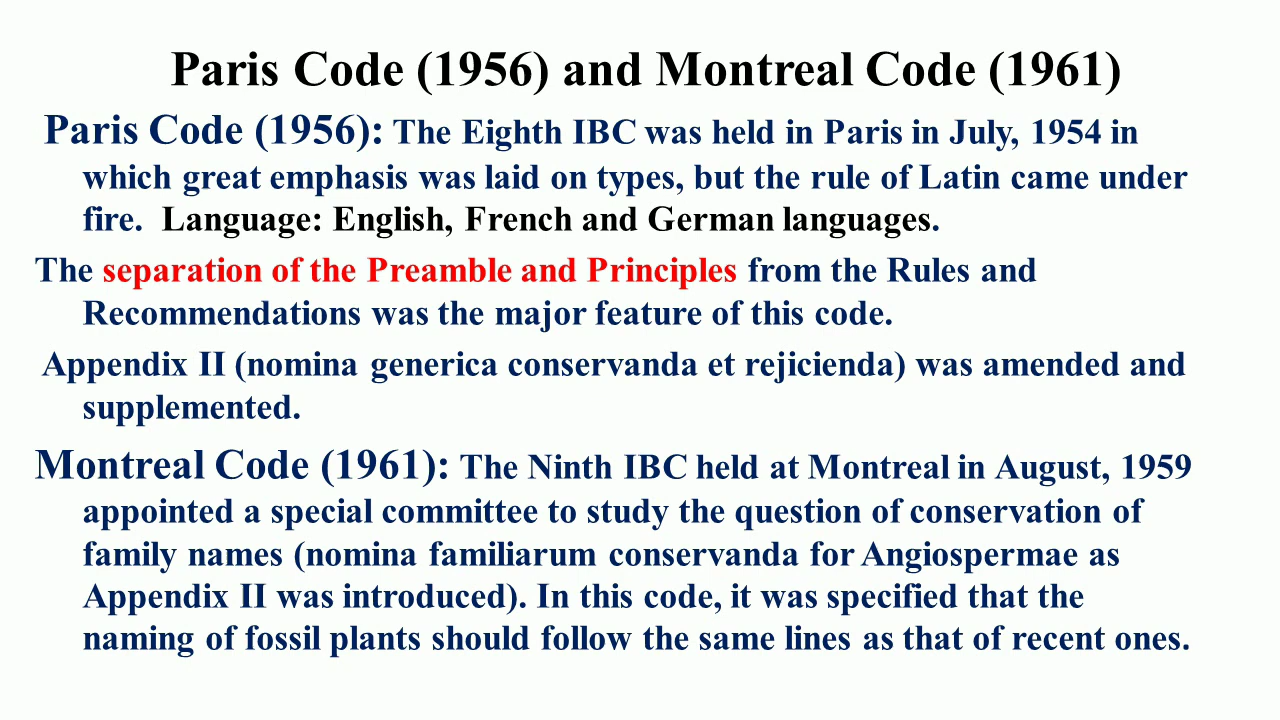 Paris Code (1956) and Montreal Code (1961)
Paris Code (1956): The Eighth IBC was held in Paris in July, 1954 in
which great emphasis was laid on types, but the rule of Latin came under
fire. Language: English, French and German languages.
The separation of the Preamble and Principles from the Rules and
Recommendations was the major feature of this code.
Appendix II (nomina generica conservanda et rejicienda) was amended and
supplemented.
Montreal Code (1961): The Ninth IBC held at Montreal in August, 1959
appointed a special committee to study the question of conservation of
family names (nomina familiarum conservanda for Angiospermae as
Appendix II was introduced). In this code, it was specified that the
naming of fossil plants should follow the same lines as that of recent ones.